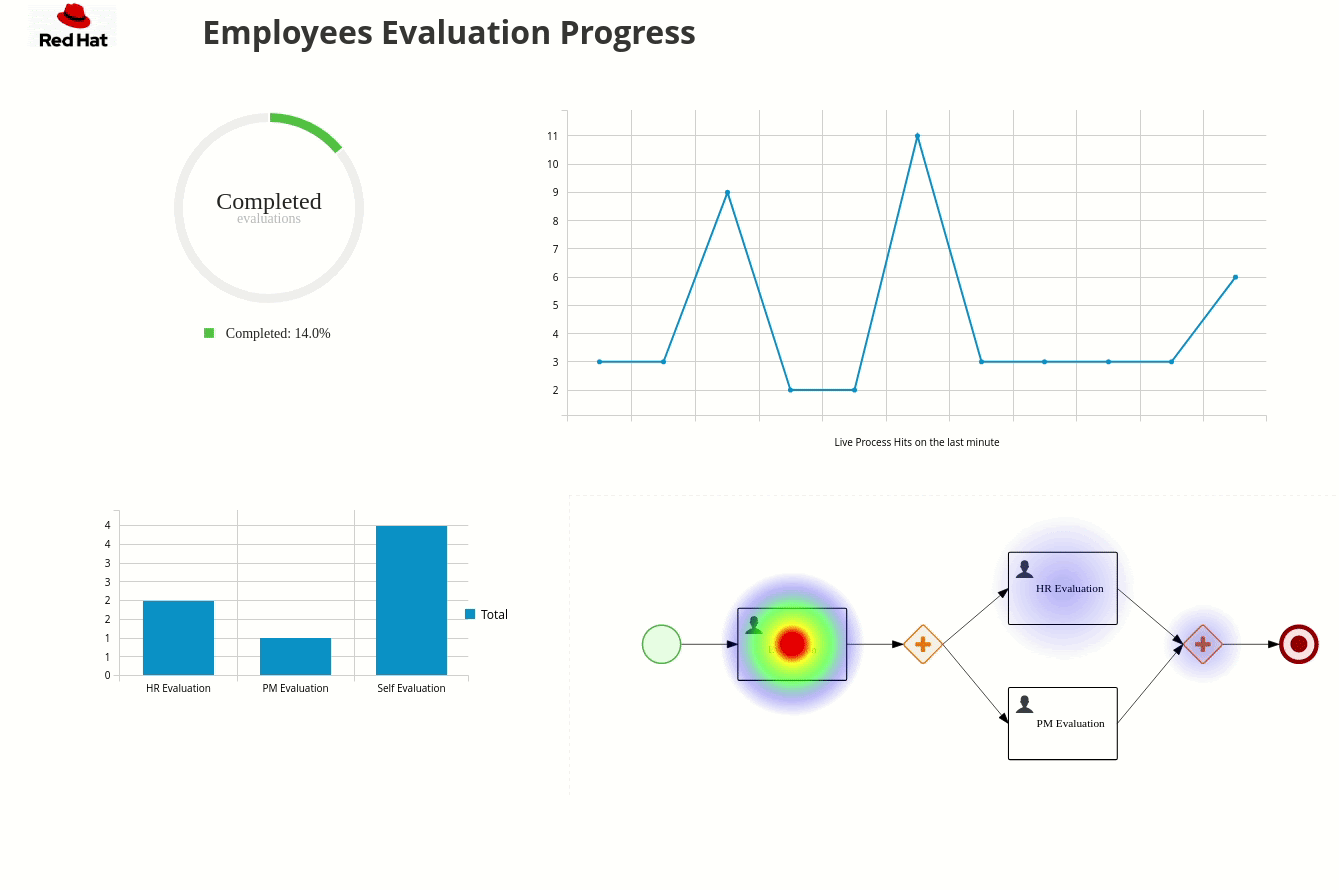 Red Hat
Employees Evaluation Progress
Completed
evaluations
Completed: 14.0%
11
10
9
8
7
6
5
4
3
2
Live Process Hits on the last minute
4
4
3
3
2
2
1
1
0
HR Evaluation
PM Evaluation
Self Evaluation
Total
HR Evaluation
PM Evaluation